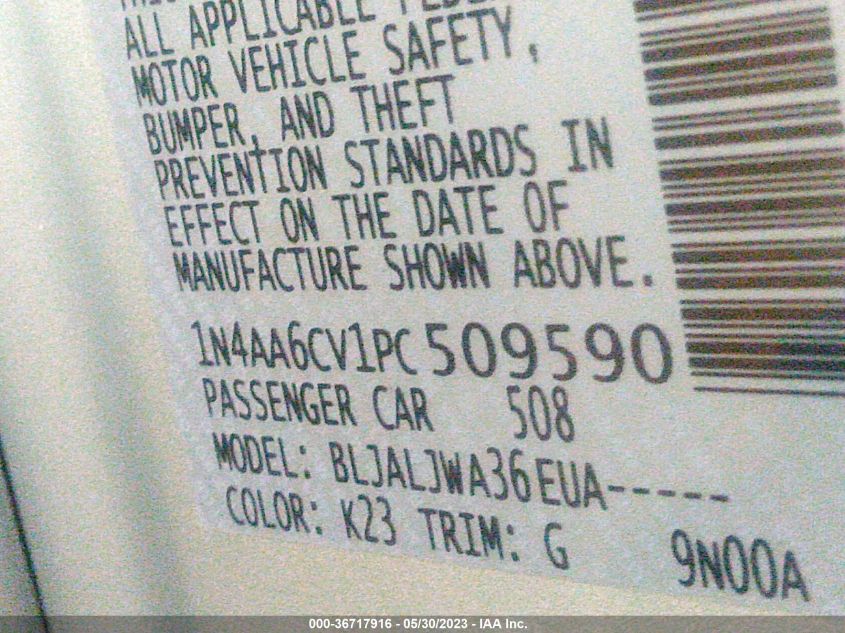 ALL APPLICABLE
MOTOR VEHICLE SAFETY,
BUMPER, AND THEFT
PREVENTION STANDARDS IN
EFFECT ON THE DATE OF
MANUFACTURE SHOWN ABOVE.
1N4AA6CV1PC509590
PASSENGER CAR 508
MODEL: BLJALJWA36EUA-----
COLOR: K23 TRIM: G 9N00A
000-36717916 - 05/30/2023 - IAA Inc.